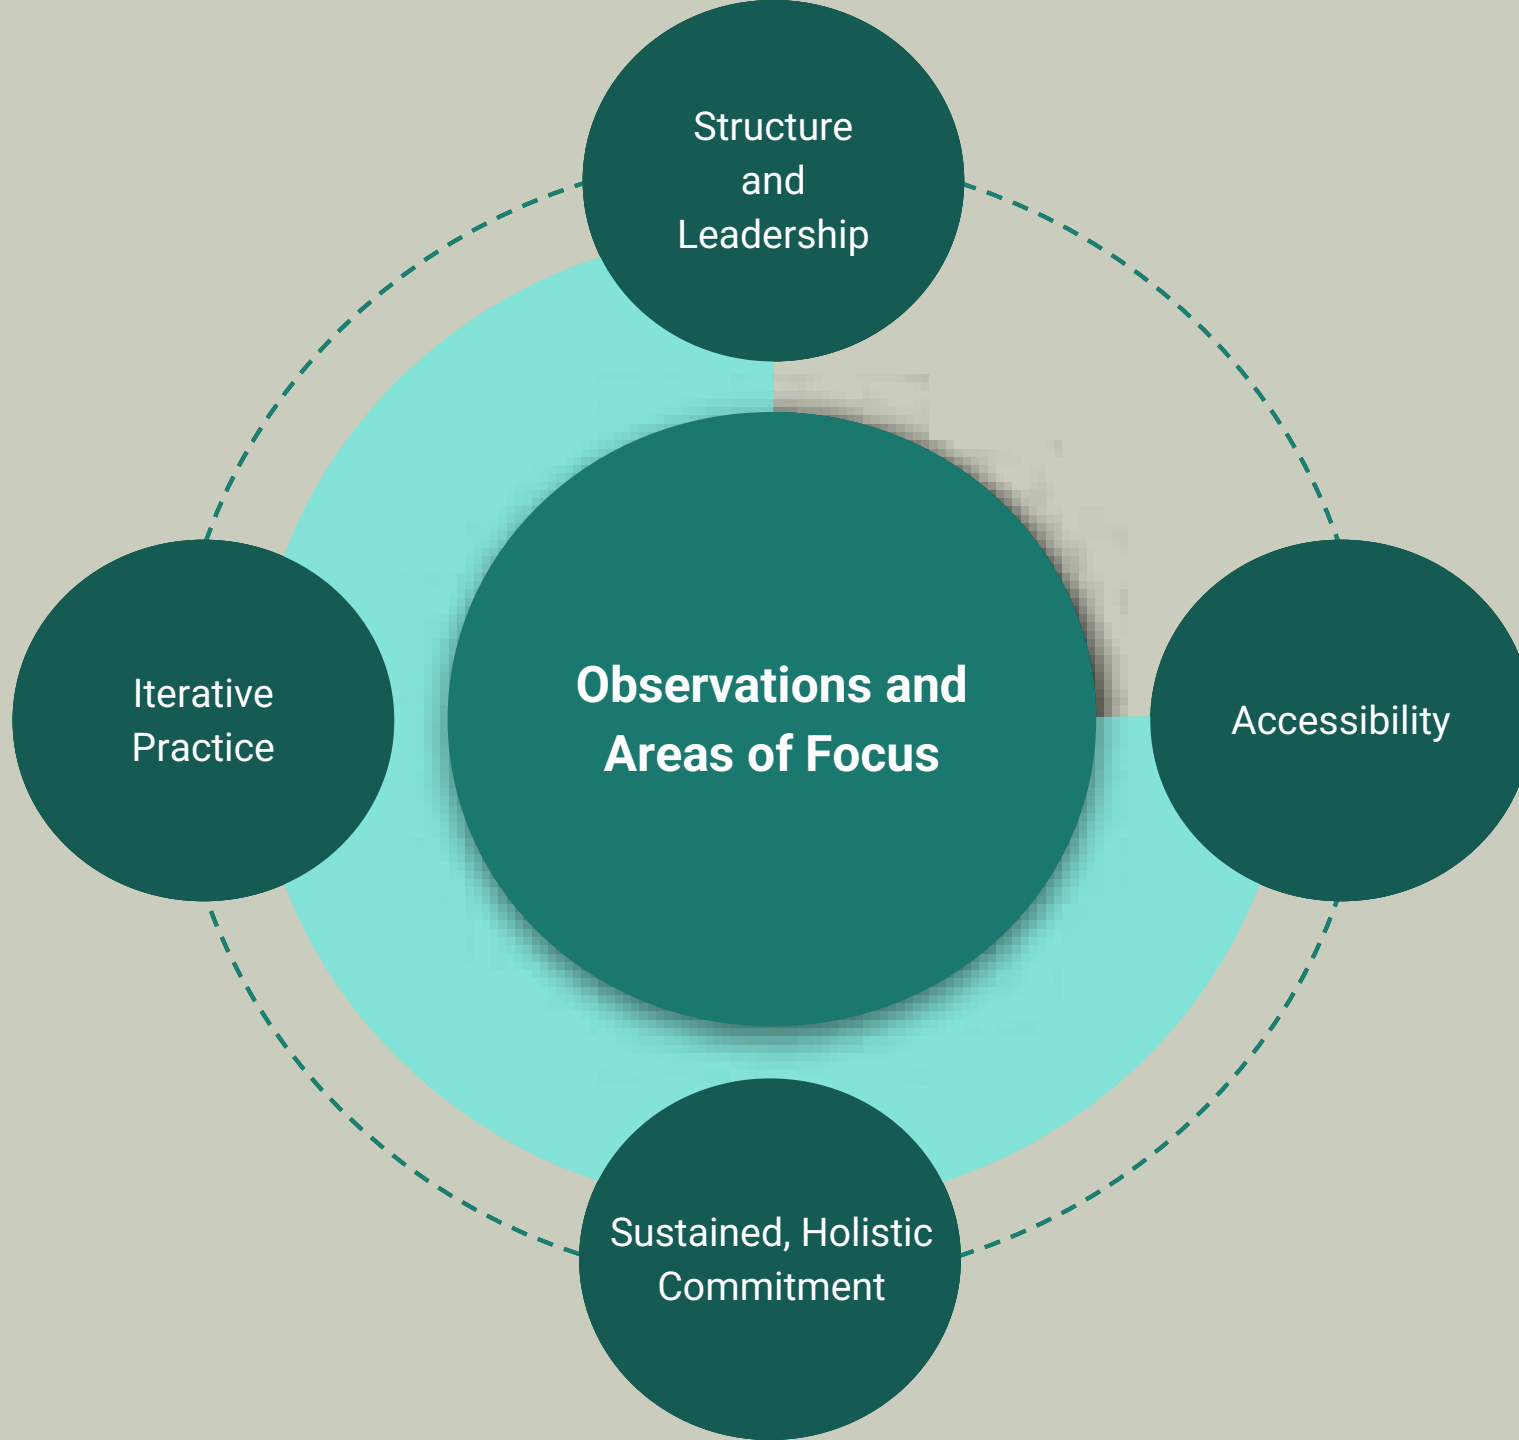 Structure
and
Leadership
Observations and
Areas of Focus
Iterative
Practice
Accessibility
Sustained, Holistic
Commitment